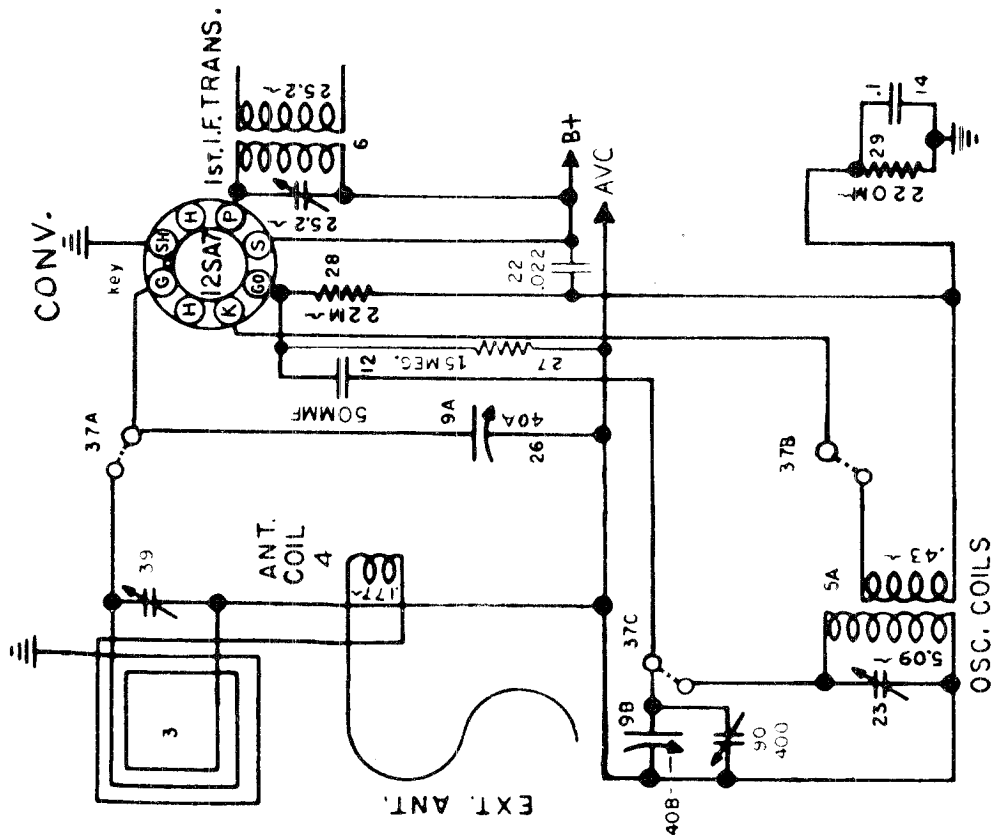 CONV.
1ST. I.F. TRANS.
key
12SA7
SH
H
P
S
GO
K
H
G
25.2~
25.2~
6
B+
AVC
37A
28
22M~
22
.022
12
50MMF
15 MEG.
27
9A
40A
26
39
ANT.
COIL
4
.177~
3
EXT. ANT.
37C
9B
40B
90
400
37B
5A
.43~
5.09~
23
OSC. COILS
29
220M~
.1
14